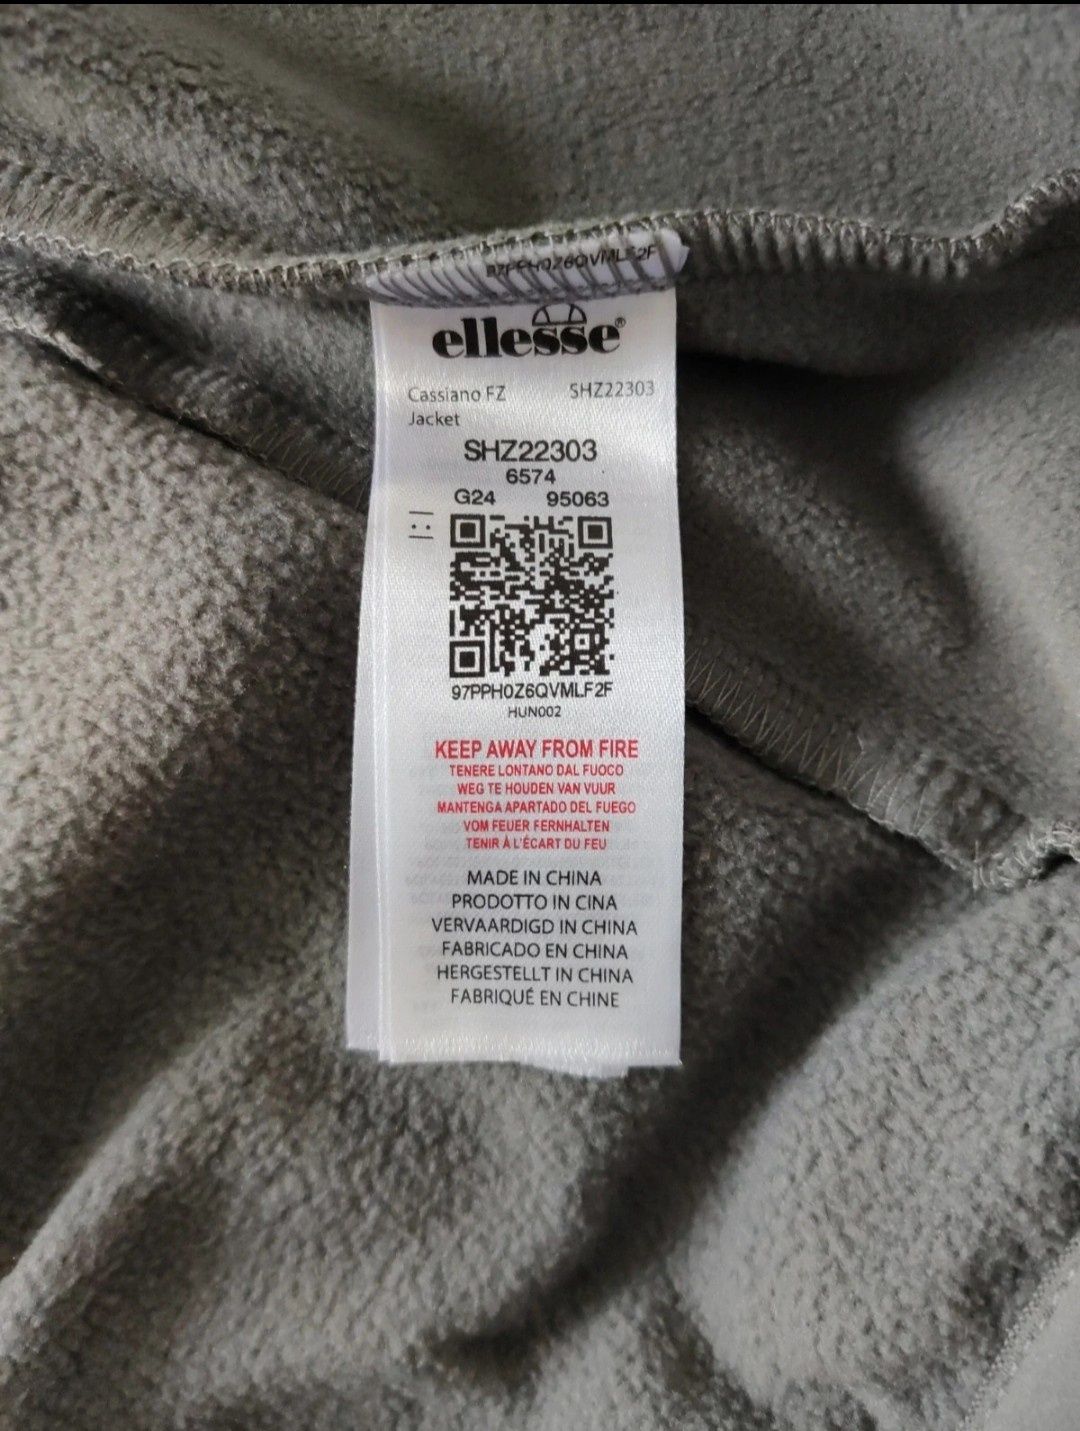 97PPH0Z6QVMLF2F
ellesse®
Cassiano FZ SHZ22303
Jacket
SHZ22303
6574
G24 95063
97PPH0Z6QVMLF2F
HUN002
KEEP AWAY FROM FIRE
TENERE LONTANO DAL FUOCO
WEG TE HOUDEN VAN VUUR
MANTENGA APARTADO DEL FUEGO
VOM FEUER FERNHALTEN
TENIR À L'ÉCART DU FEU
MADE IN CHINA
PRODOTTO IN CINA
VERVAARDIGD IN CHINA
FABRICADO EN CHINA
HERGESTELLT IN CHINA
FABRIQUÉ EN CHINE